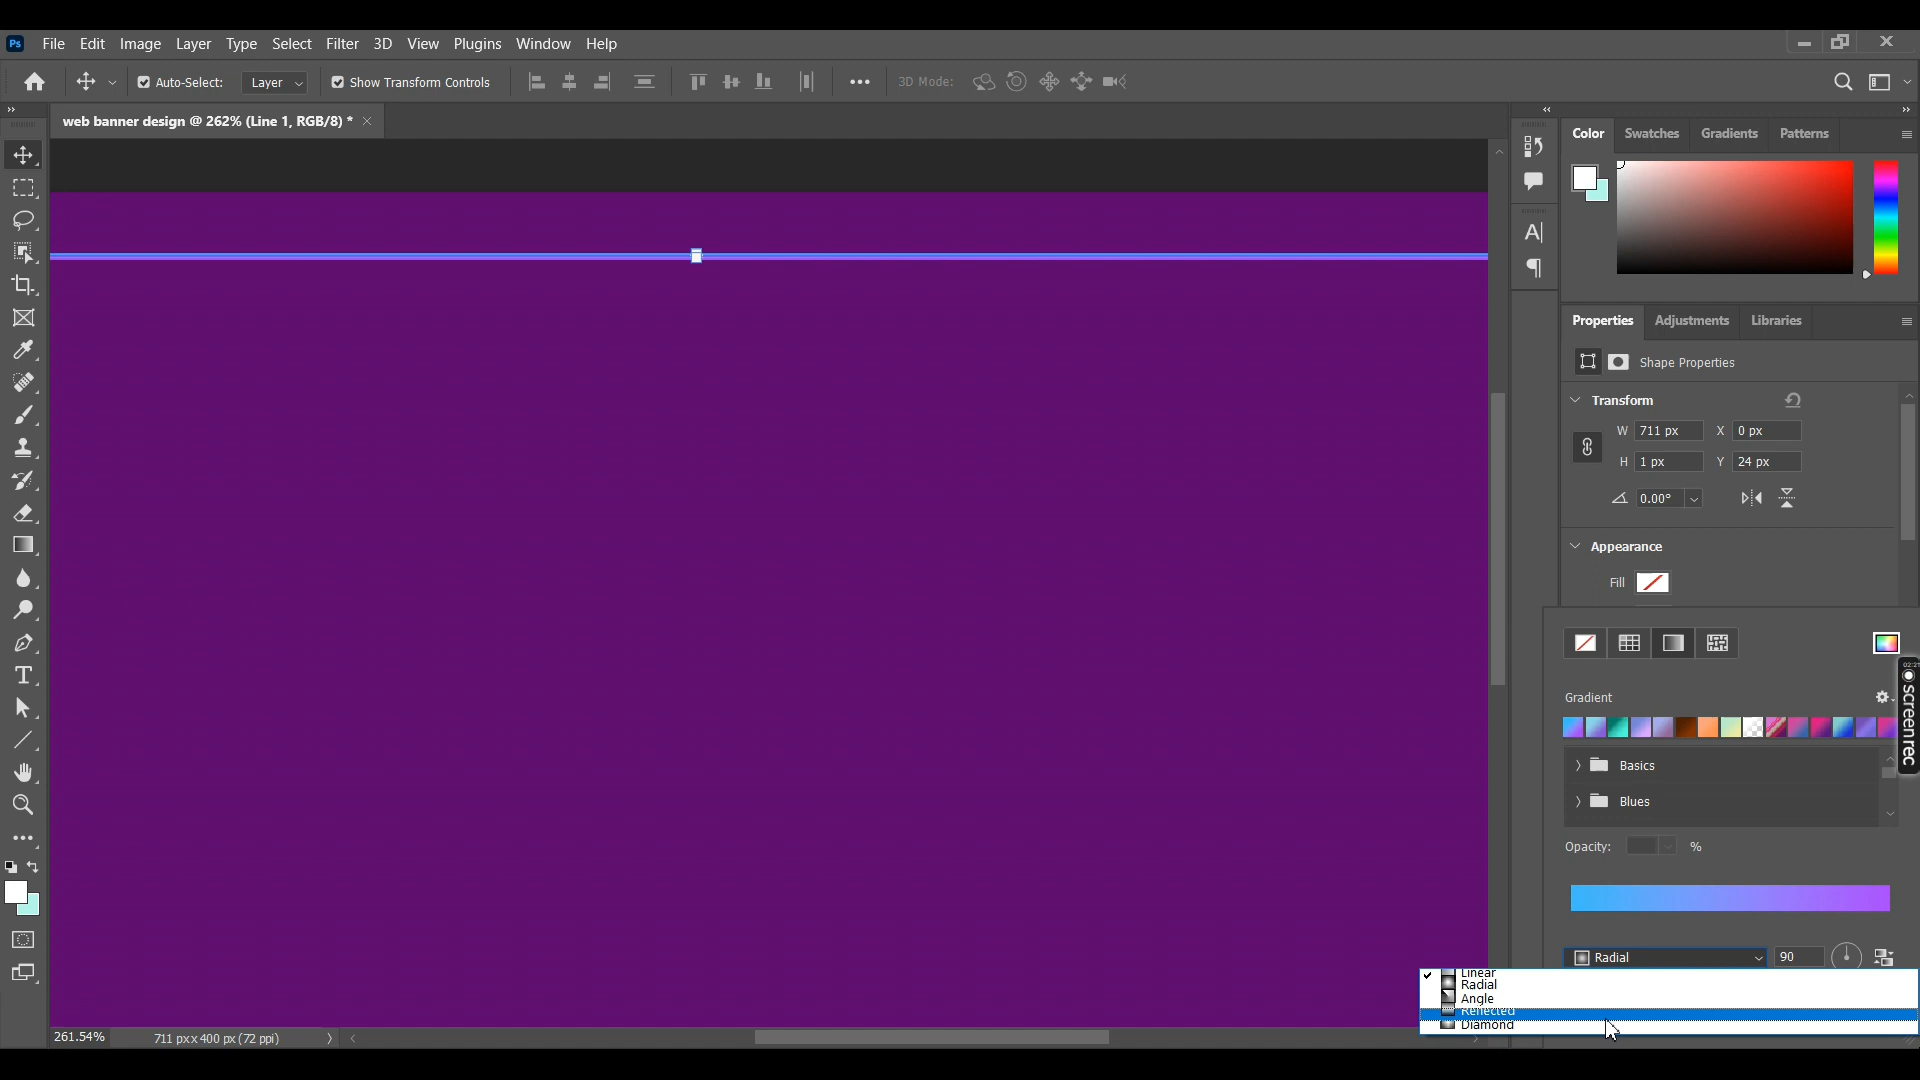 Ps File Edit Image Layer Type Select Filter 3D View Plugins Window Help
Auto-Select: Layer Show Transform Controls 3D Mode:
web banner design @ 262% (Line 1, RGB/8) *
Color Swatches Gradients Patterns
Properties Adjustments Libraries
Shape Properties
Transform
W 711 px X 0 px
H 1 px Y 24 px
0.00°
Appearance
Fill
Gradient
Basics
Blues
Opacity: %
Radial 90
Linear
Radial
Angle
Reflected
Diamond
261.54% 711 px x 400 px (72 ppi)
screenrec